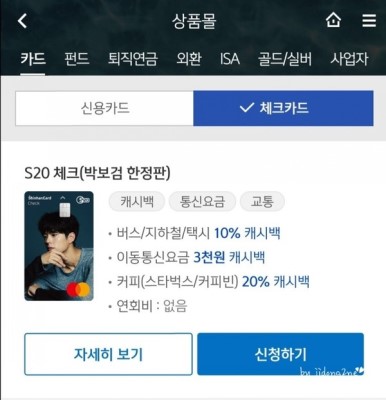 상품몰
카드 펀드 퇴직연금 외환 ISA 골드/실버 사업자
신용카드 체크카드
S20 체크(박보검 한정판)
ShinhanCard
Check
S20
캐시백 통신요금 교통
• 버스/지하철/택시 10% 캐시백
• 이동통신요금 3천원 캐시백
• 커피(스타벅스/커피빈) 20% 캐시백
• 연회비 : 없음
자세히 보기 신청하기
by